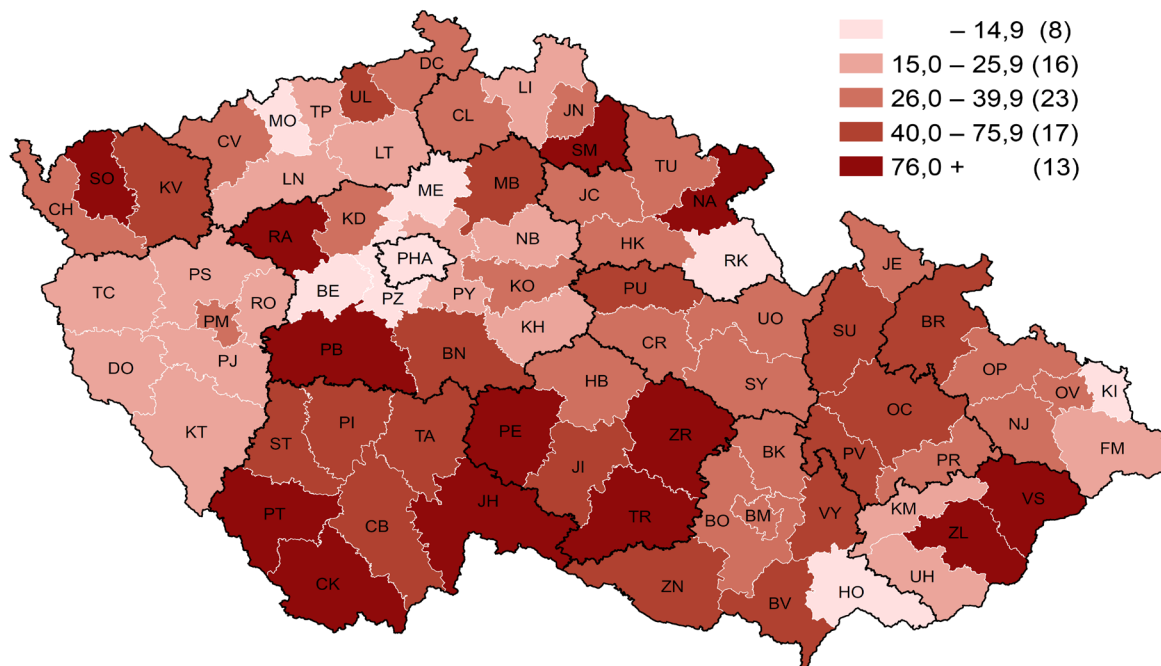 – 14,9 (8)
15,0 – 25,9 (16)
26,0 – 39,9 (23)
40,0 – 75,9 (17)
76,0 + (13)
DC
LI
UL
TP
MO
JN
CL
CV
SM
LT
TU
SO
KV
LN
ME
MB
NA
JC
CH
KD
RA
NB
HK
PHA
RK
JE
PS
TC
BE
PZ
PY
KO
PU
RO
PM
KH
UO
SU
BR
PB
BN
CR
DO
PJ
OP
HB
SY
OV
KI
OC
PI
KT
ST
TA
PE
ZR
NJ
BK
FM
JI
PV
PR
VS
JH
KM
PT
CB
TR
BO
BM
VY
ZL
CK
UH
ZN
HO
BV